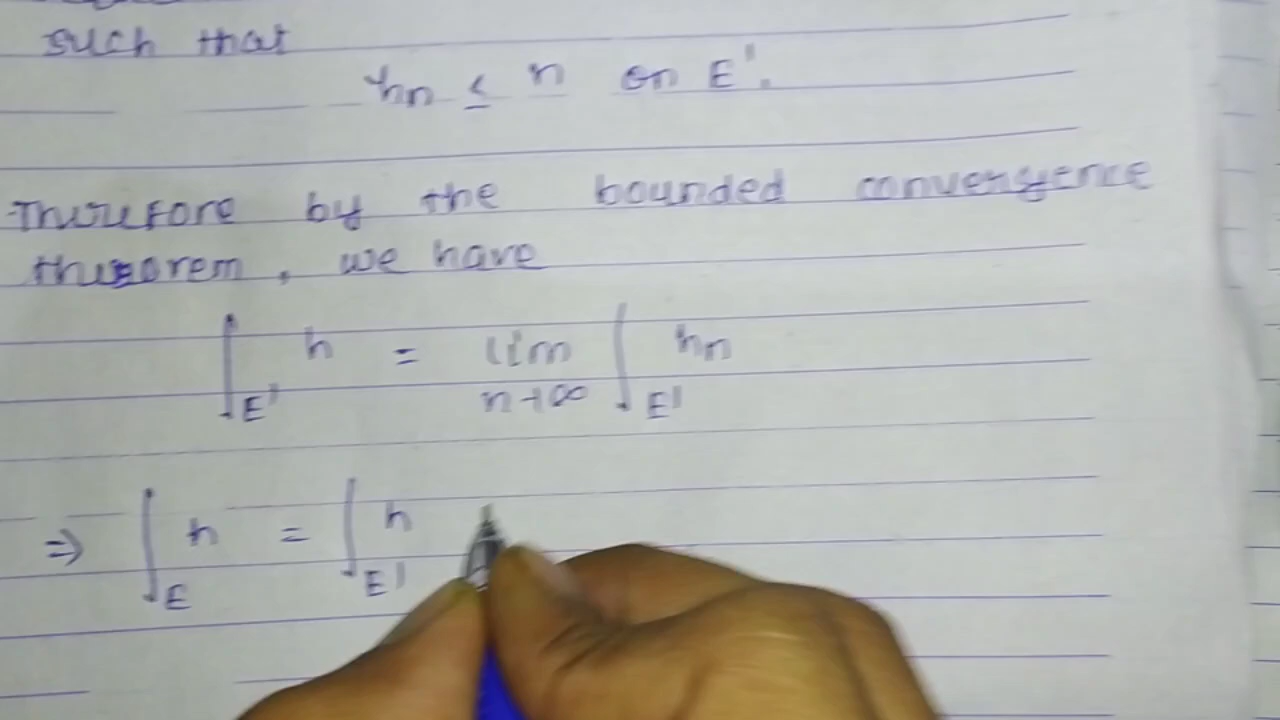 such that
hn ≤ n on E'.
Therefore by the bounded convergence
theorem, we have
∫E' h = lim n→∞ ∫E' hn
⇒ ∫E h = ∫E' h